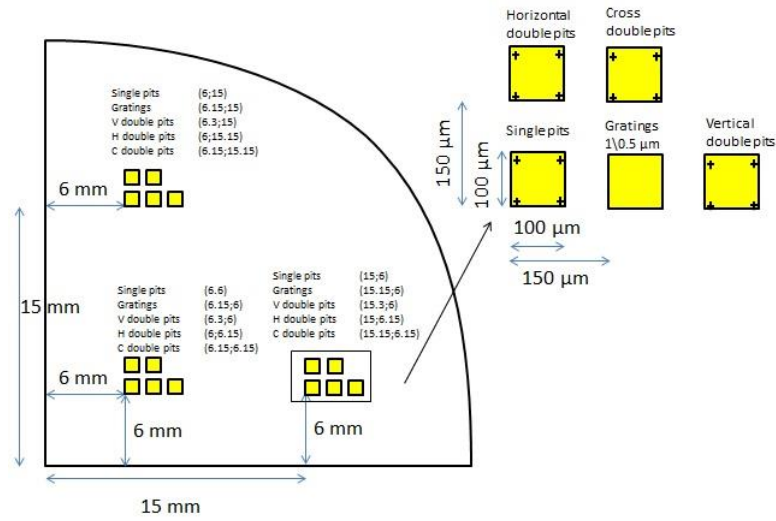 Horizontal
double pits
Cross
double pits
Single pits (6;15)
Gratings (6.15;15)
V double pits (6.3;15)
H double pits (6;15.15)
C double pits (6.15;15.15)
6 mm
150 µm
100 µm
Single pits
Gratings
1\0.5 µm
Vertical
double pits
100 µm
150 µm
15 mm
Single pits (6.6)
Gratings (6.15;6)
V double pits (6.3;6)
H double pits (6;6.15)
C double pits (6.15;6.15)
Single pits (15;6)
Gratings (15.15;6)
V double pits (15.3;6)
H double pits (15;6.15)
C double pits (15.15;6.15)
6 mm
6 mm
6 mm
15 mm